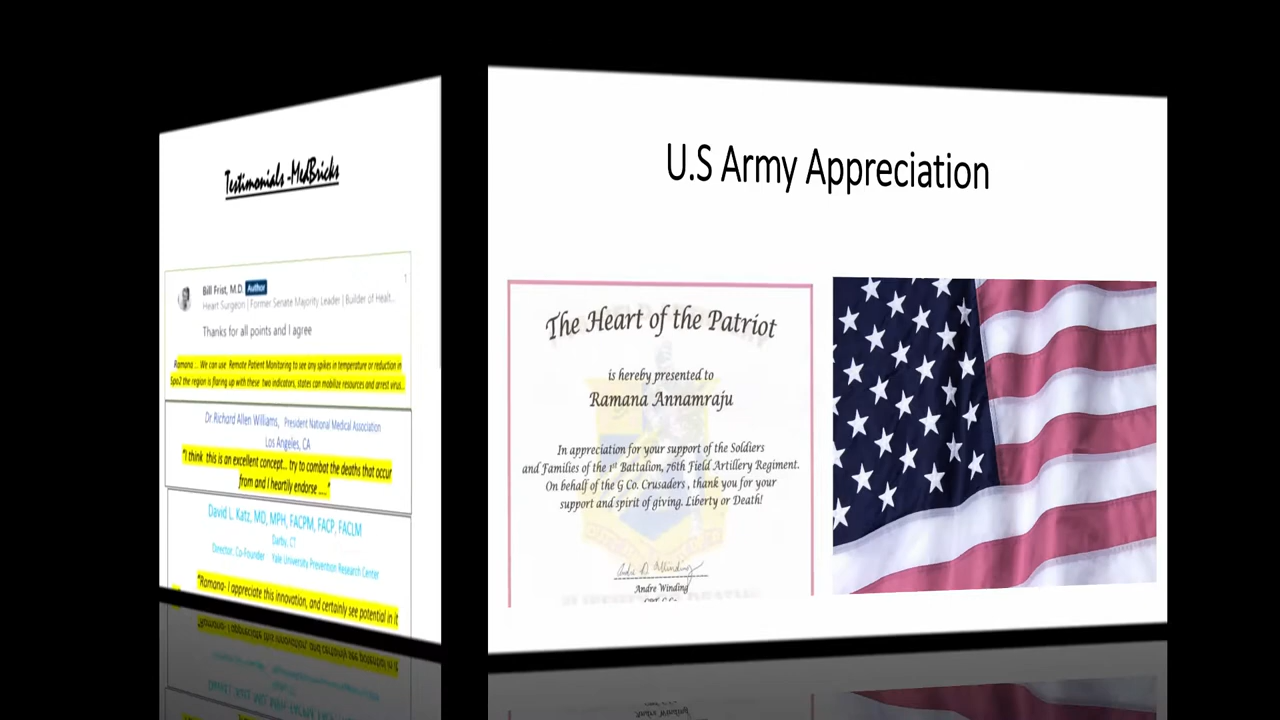 Testimonials -MedBricks
Bill Frist, M.D. Author
Heart Surgeon | Former Senate Majority Leader | Builder of Healt...
Thanks for all points and I agree
Ramana ... We can use Remote Patient Monitoring to see any spikes in temperature or reduction in
Spo2 the region is flaring up with these two indicators, states can mobilize resources and arrest virus...
Dr.Richard Allen Williams, President National Medical Association
Los Angeles, CA
"I think this is an excellent concept... try to combat the deaths that occur
from and I heartily endorse ....."
David L. Katz, MD, MPH, FACPM, FACP, FACLM
Darby, CT
Director, Co-Founder Yale University Prevention Research Center
"Ramana- I appreciate this innovation, and certainly see potential in it
U.S Army Appreciation
The Heart of the Patriot
is hereby presented to
Ramana Annamraju
In appreciation for your support of the Soldiers
and Families of the 1st Battalion, 76th Field Artillery Regiment.
On behalf of the G Co. Crusaders , thank you for your
support and spirit of giving. Liberty or Death!
Andre D. Winding
Andre Winding